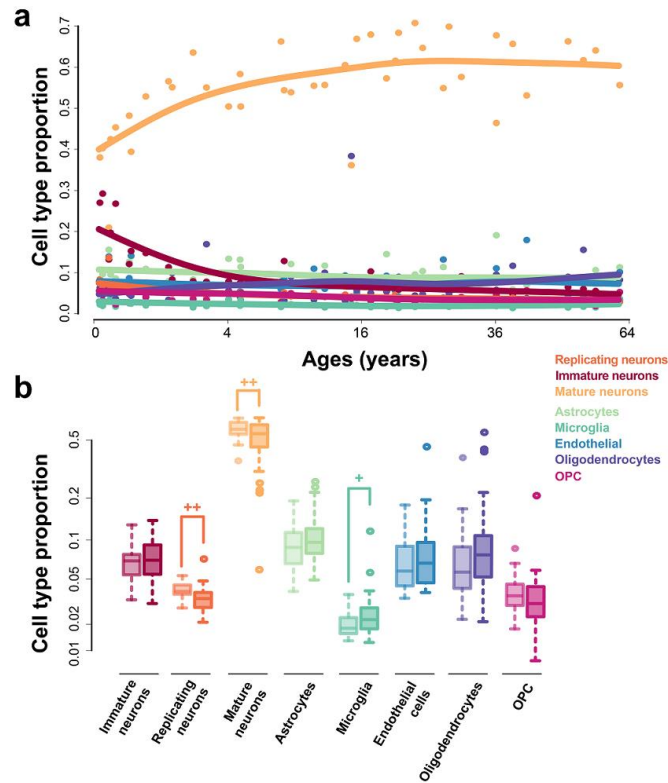 a
Cell type proportion
0.7
0.6
0.5
0.4
0.3
0.2
0.1
0.0
0
4
16
36
64
Ages (years)
Replicating neurons
Immature neurons
Mature neurons
Astrocytes
Microglia
Endothelial
Oligodendrocytes
OPC
b
Cell type proportion
0.5
0.2
0.1
0.05
0.02
0.01
++
++
+
Immature
neurons
Replicating
neurons
Mature
neurons
Astrocytes
Microglia
Endothelial
cells
Oligodendrocytes
OPC